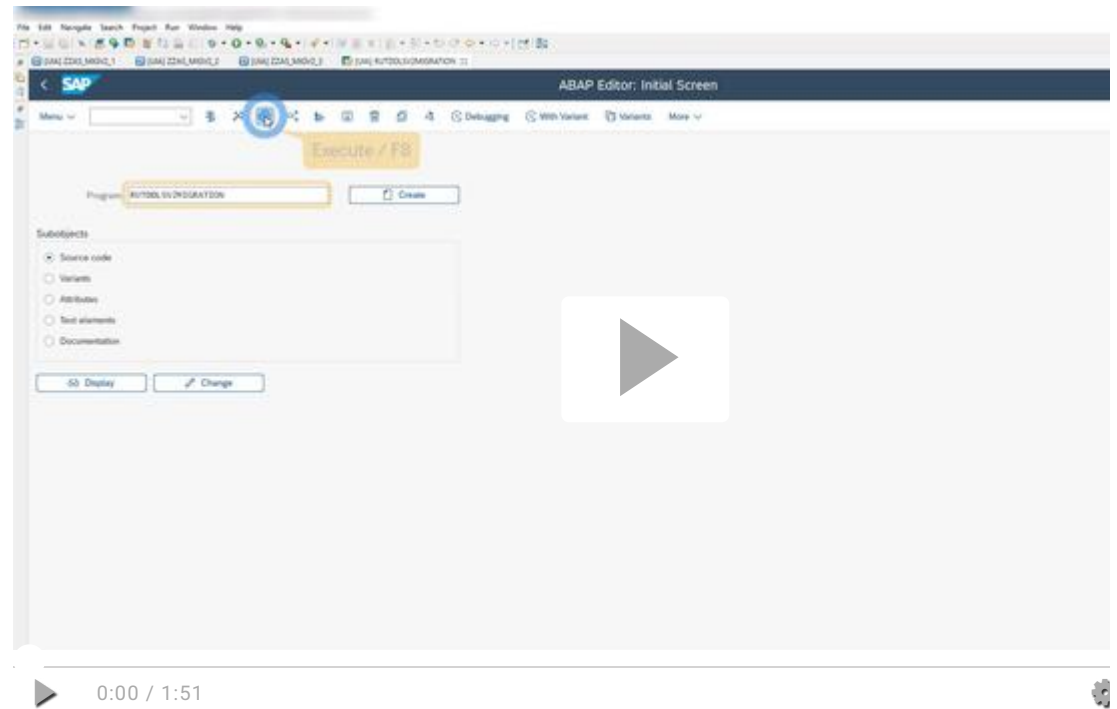 File Edit Navigate Search Project Run Window Help
SAP
ABAP Editor: Initial Screen
Menu
Debugging With Variant Variants More
Execute / F8
Program:
Create
Subobjects
Source code
Variants
Attributes
Text elements
Documentation
Display Change
0:00 / 1:51